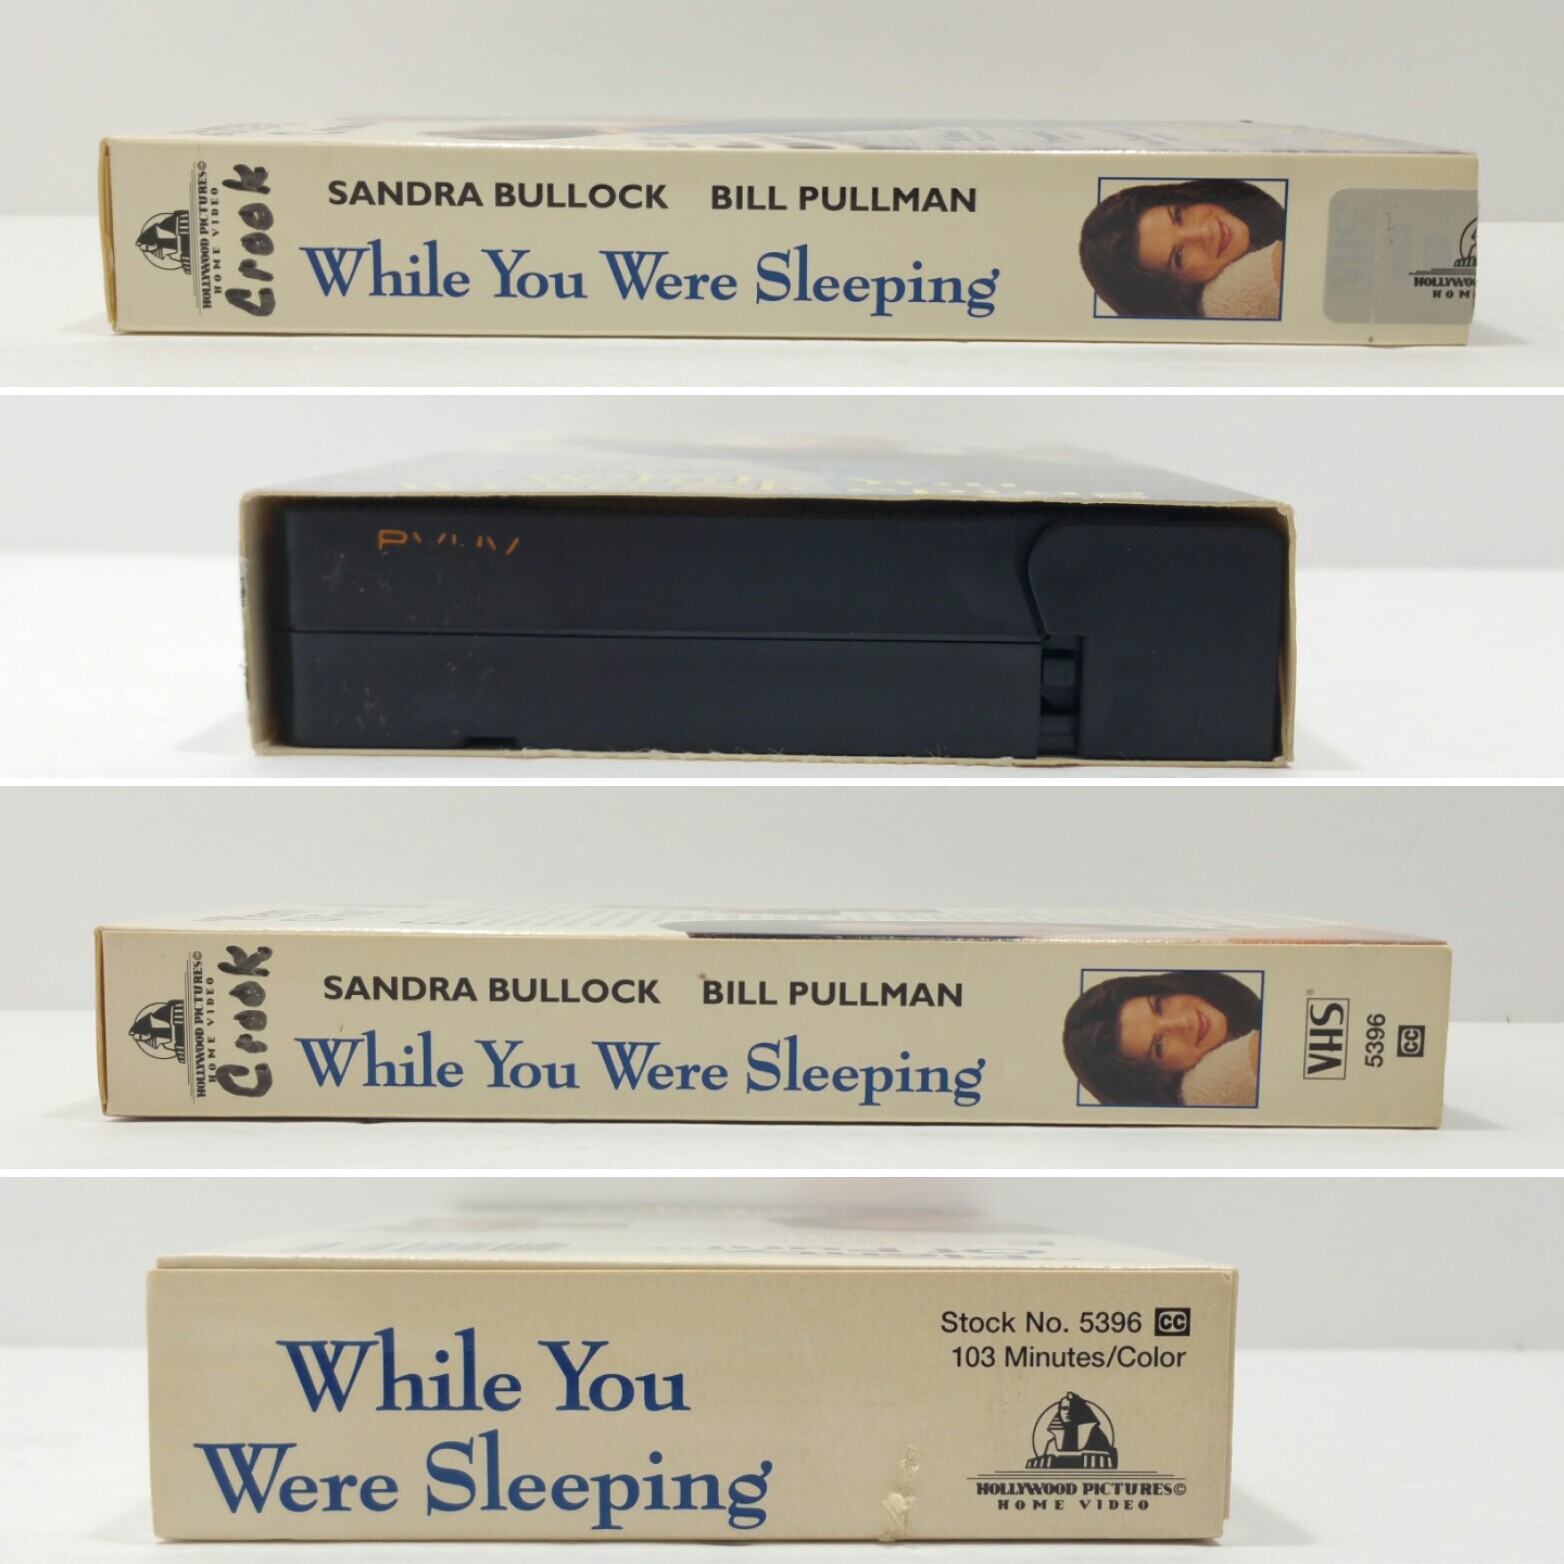 HOLLYWOOD PICTURES©
HOME VIDEO
Crook
SANDRA BULLOCK BILL PULLMAN
While You Were Sleeping
HOLLYWO
HOM
HOLLYWOOD PICTURES©
HOME VIDEO
Crook
SANDRA BULLOCK BILL PULLMAN
While You Were Sleeping
VHS®
5396
CC
While You
Were Sleeping
Stock No. 5396 CC
103 Minutes/Color
HOLLYWOOD PICTURES©
HOME VIDEO